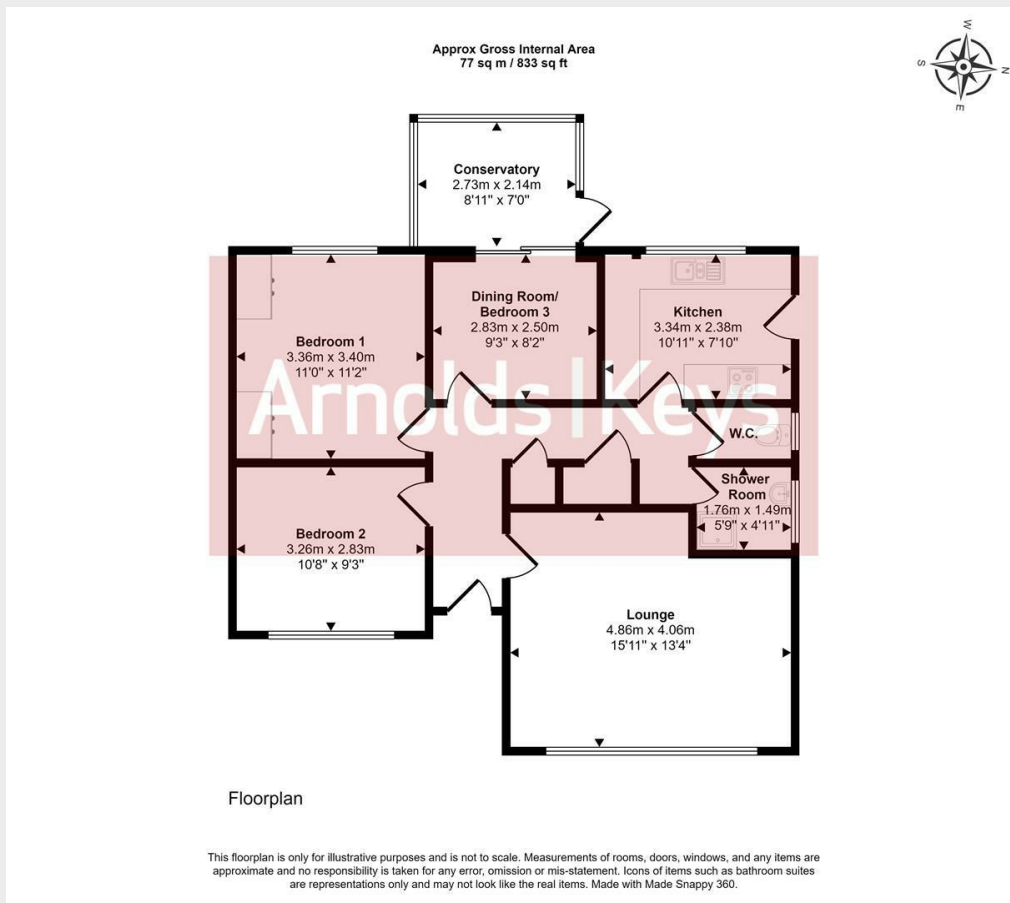 Approx Gross Internal Area
77 sq m / 833 sq ft
W
S
N
E
Conservatory
2.73m x 2.14m
8'11" x 7'0"
Dining Room/
Bedroom 3
2.83m x 2.50m
9'3" x 8'2"
Kitchen
3.34m x 2.38m
10'11" x 7'10"
Bedroom 1
3.36m x 3.40m
11'0" x 11'2"
Arnolds|Keys
W.C.
Shower
Room
1.76m x 1.49m
5'9" x 4'11"
Bedroom 2
3.26m x 2.83m
10'8" x 9'3"
Lounge
4.86m x 4.06m
15'11" x 13'4"
Floorplan
This floorplan is only for illustrative purposes and is not to scale. Measurements of rooms, doors, windows, and any items are
approximate and no responsibility is taken for any error, omission or mis-statement. Icons of items such as bathroom suites
are representations only and may not look like the real items. Made with Made Snappy 360.